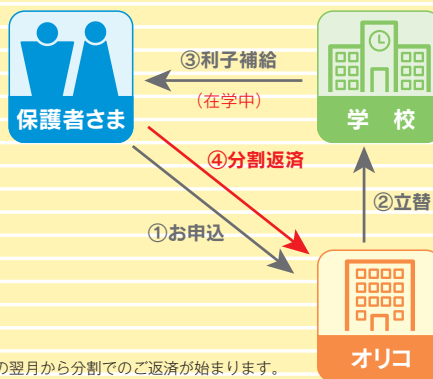 ③利子補給
（在学中）
保護者さま
学 校
④分割返済
②立替
①お申込
の翌月から分割でのご返済が始まります。
オリコ